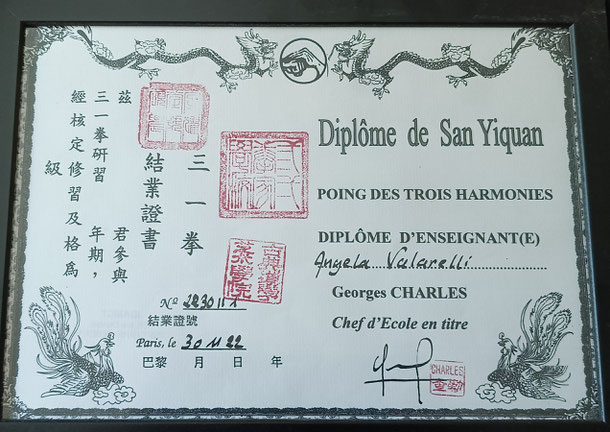 三一拳
結業證書
茲 君參與
三一拳研習 年期，
經核定修習及格為
級
Diplôme de San Yiquan
POING DES TROIS HARMONIES
DIPLÔME D'ENSEIGNANT(E)
Angela Valarelli
Georges CHARLES
Chef d'Ecole en titre
N°
結業證號
Paris, le 30 11 22
巴黎 月 日 年
CHARLES